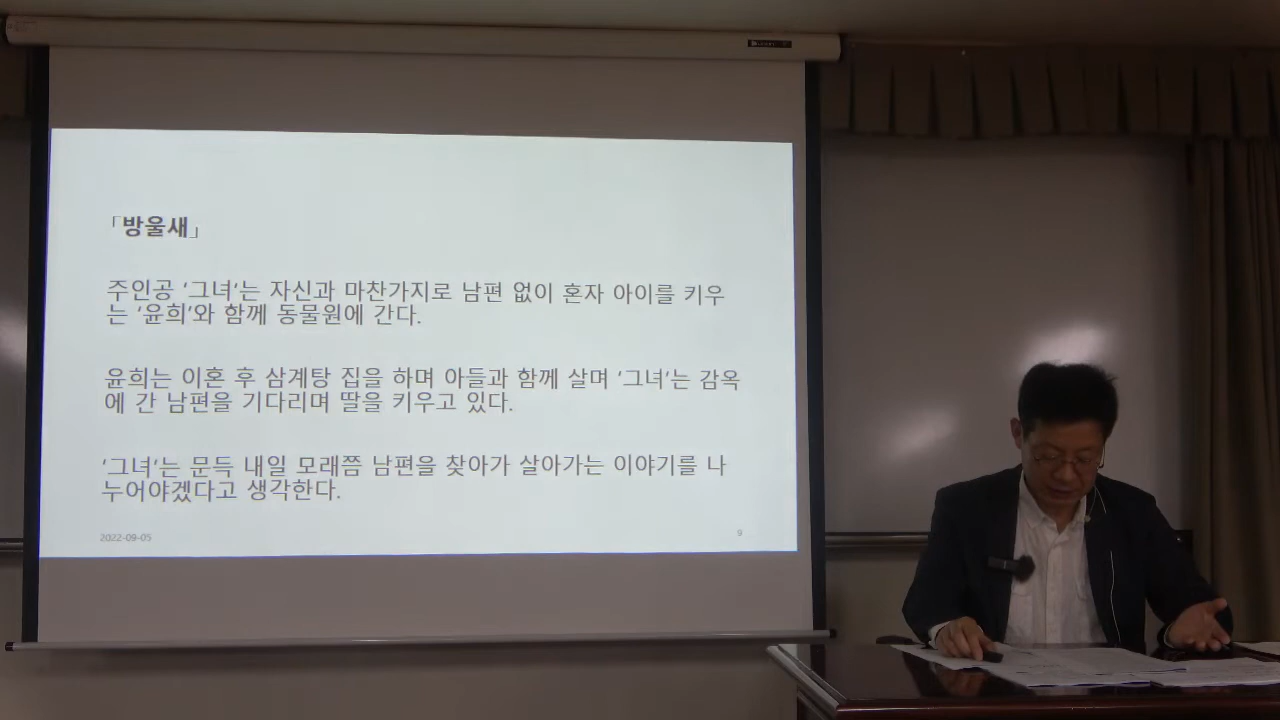 「방울새」
주인공 '그녀'는 자신과 마찬가지로 남편 없이 혼자 아이를 키우
는 '윤희'와 함께 동물원에 간다.
윤희는 이혼 후 삼계탕 집을 하며 아들과 함께 살며 '그녀'는 감옥
에 간 남편을 기다리며 딸을 키우고 있다.
'그녀'는 문득 내일 모래쯤 남편을 찾아가 살아가는 이야기를 나
누어야겠다고 생각한다.
2022-09-05
9